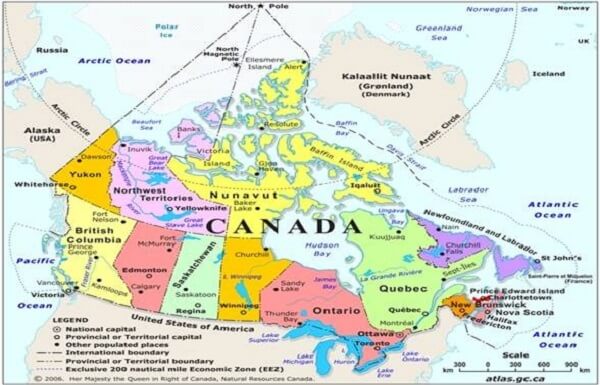 North Pole
Norwegian Sea
Norway
Polar
Ice
Greenland
Sea
UK
Russia
North
Magnetic
Pole
Ellesmere
Island
Alert
Arctic Ocean
Kalaallit Nunaat
(Grønland)
(Denmark)
Iceland
Bering Strait
Arctic Circle
Beaufort
Sea
Banks
Resolute
Baffin
Bay
Arctic Circle
Alaska
(USA)
Inuvik
Victoria
Island
Baffin Island
Davis Strait
Dawson
Great
Bear
Lake
Gjoa
Haven
Yukon
Northwest
Territories
Iqaluit
Labrador
Sea
Whitehorse
Nunavut
Yellowknife
Baker
Lake
Atlantic
Ocean
Fort
Nelson
Great
Slave Lake
CANADA
Ungava
Bay
Newfoundland and Labrador
British
Columbia
Fort
McMurray
Hudson
Bay
Kuujjuaq
Nain
Prince
George
Saskatchewan
Churchill
Churchill
Falls
St John's
Pacific
Ocean
Edmonton
L. Winnipeg
James
Bay
La Grande Rivière
Sept-Îles
Saint-Pierre et Miquelon
(France)
Fraser River
Kamloops
Calgary
Saskatoon
Sandy
Lake
Quebec
Prince Edward Island
Vancouver
Victoria
Regina
Winnipeg
Ontario
Québec
New
Brunswick
Charlottetown
Nova Scotia
Halifax
Fredericton
United States of America
Thunder
Bay
Montréal
Ottawa
Toronto
Atlantic
Ocean
Lake
Superior
Lake
Michigan
Lake
Huron
Lake
Erie
Lake
Ontario
LEGEND
National capital
Provincial or Territorial capital
Other populated places
International boundary
Provincial or Territorial boundary
Exclusive 200 nautical mile Economic Zone (EEZ)
Scale
km 300 0 300 600 900 km
atlas.gc.ca
© 2006. Her Majesty the Queen in Right of Canada, Natural Resources Canada.